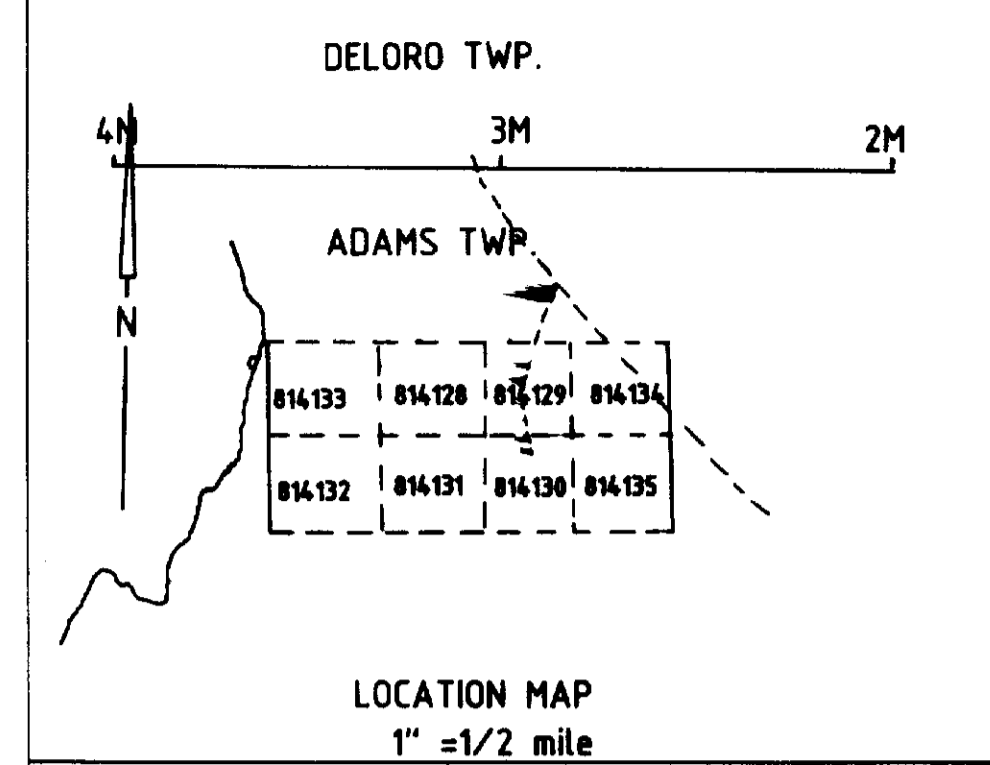 DELORO TWP.
4M 3M 2M
ADAMS TWP.
N
814133 814128 814129 814134
814132 814131 814130 814135
LOCATION MAP
1" =1/2 mile